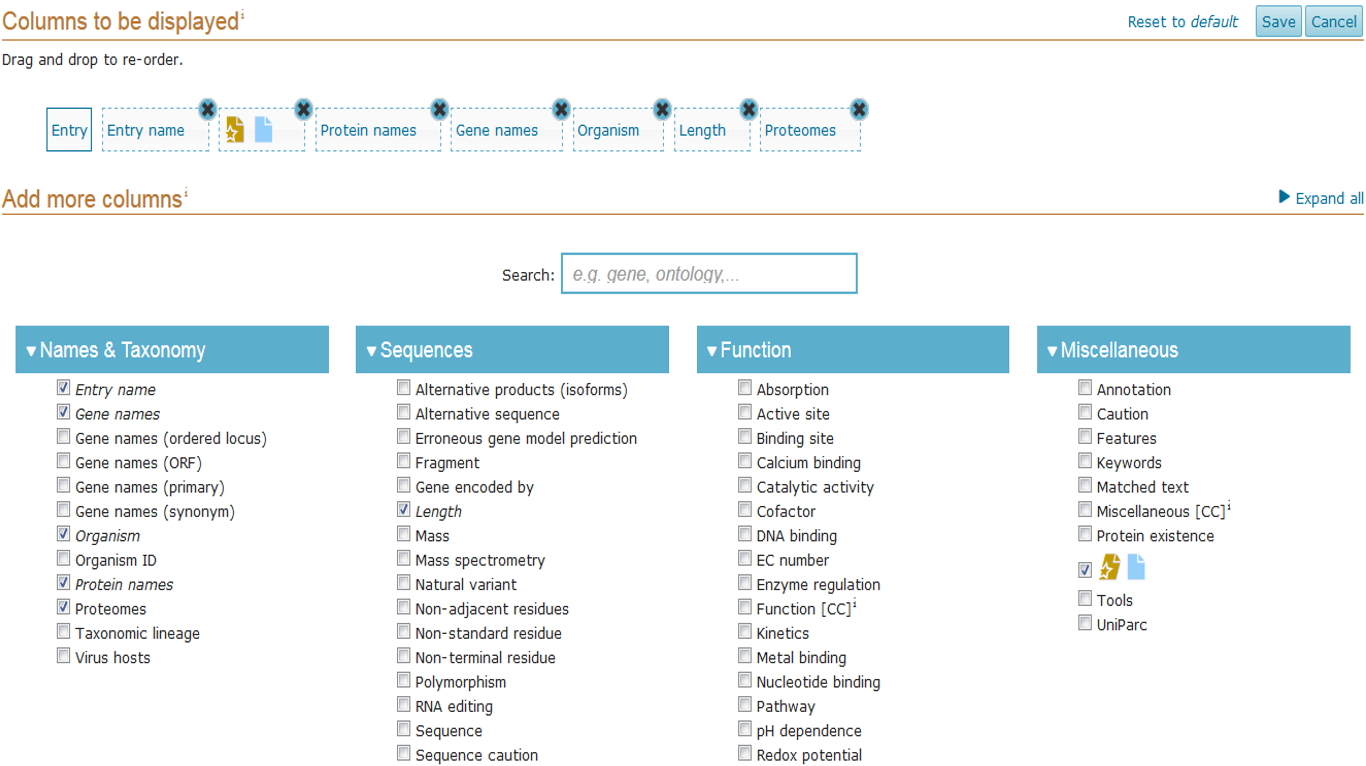 Columns to be displayed i
Reset to default Save Cancel
Drag and drop to re-order.
Entry Entry name Protein names Gene names Organism Length Proteomes
Add more columns i
Expand all
Search: e.g. gene, ontology,...
Names & Taxonomy
Entry name
Gene names
Gene names (ordered locus)
Gene names (ORF)
Gene names (primary)
Gene names (synonym)
Organism
Organism ID
Protein names
Proteomes
Taxonomic lineage
Virus hosts
Sequences
Alternative products (isoforms)
Alternative sequence
Erroneous gene model prediction
Fragment
Gene encoded by
Length
Mass
Mass spectrometry
Natural variant
Non-adjacent residues
Non-standard residue
Non-terminal residue
Polymorphism
RNA editing
Sequence
Sequence caution
Function
Absorption
Active site
Binding site
Calcium binding
Catalytic activity
Cofactor
DNA binding
EC number
Enzyme regulation
Function [CC] i
Kinetics
Metal binding
Nucleotide binding
Pathway
pH dependence
Redox potential
Miscellaneous
Annotation
Caution
Features
Keywords
Matched text
Miscellaneous [CC] i
Protein existence
Tools
UniParc